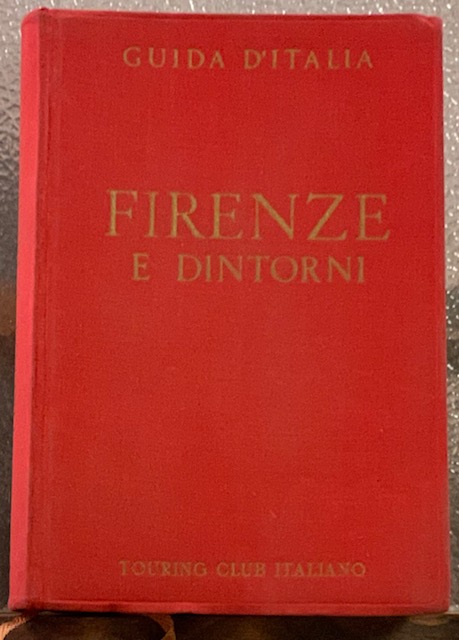 GUIDA D'ITALIA
FIRENZE
E DINTORNI
TOURING CLUB ITALIANO